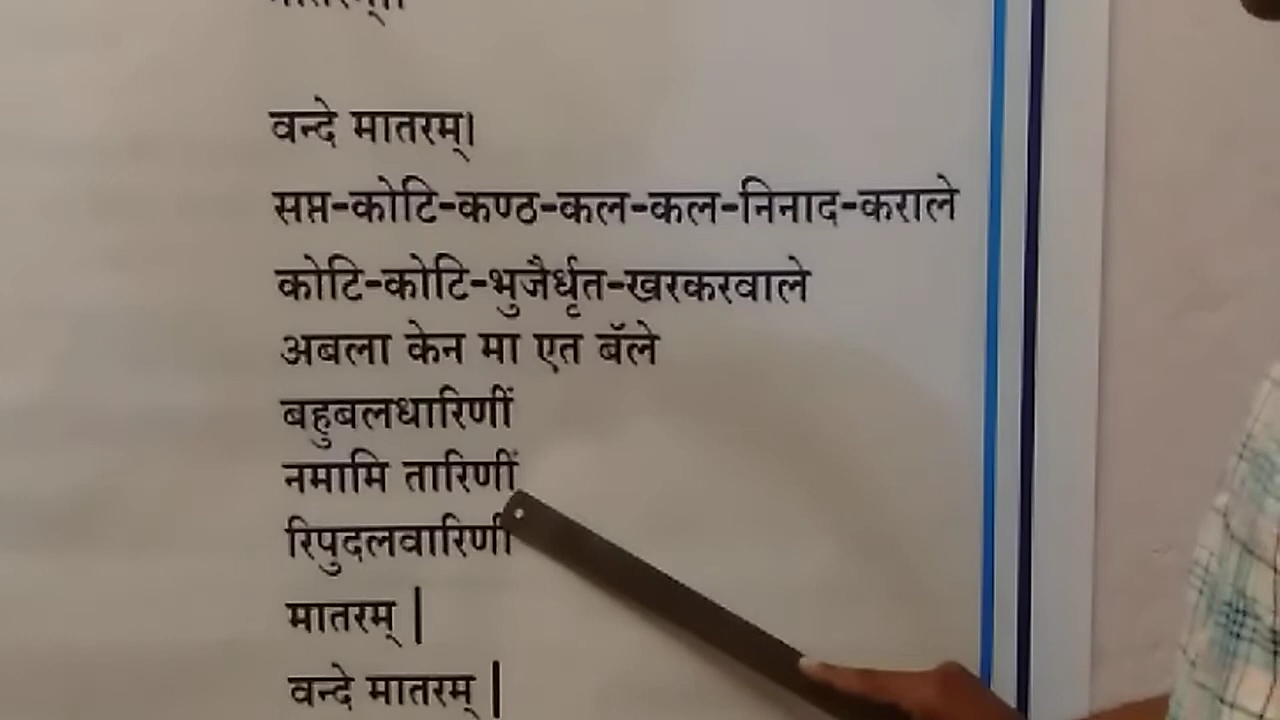 वन्दे मातरम्।
सप्त-कोटि-कण्ठ-कल-कल-निनाद-कराले
कोटि-कोटि-भुजैर्धृत-खरकरवाले
अबला केन मा एत बॅले
बहुबलधारिणीं
नमामि तारिणीं
रिपुदलवारिणीं
मातरम् |
वन्दे मातरम् |